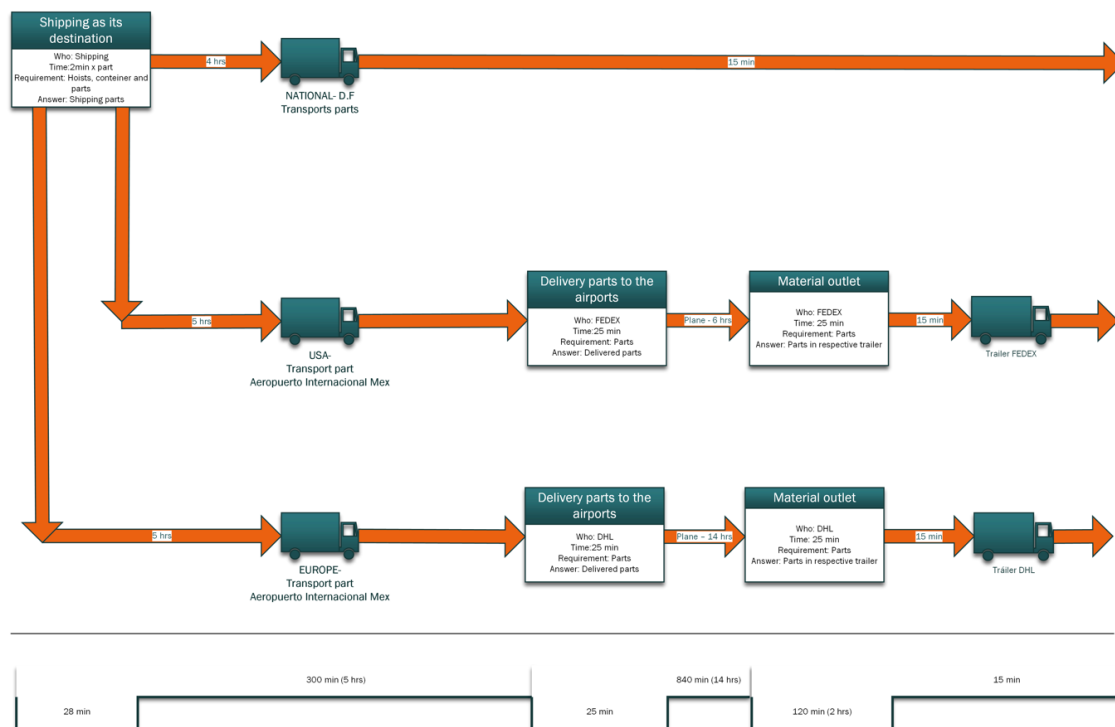 Shipping as its
destination
Who: Shipping
Time:2min x part
Requirement: Hoists, container and
parts
Answer: Shipping parts
4 hrs
NATIONAL- D.F
Transports parts
15 min
5 hrs
USA-
Transport part
Aeropuerto Internacional Mex
Delivery parts to the
airports
Who: FEDEX
Time:25 min
Requirement: Parts
Answer: Delivered parts
Plane - 6 hrs
Material outlet
Who: FEDEX
Time: 25 min
Requirement: Parts
Answer: Parts in respective trailer
15 min
Trailer FEDEX
5 hrs
EUROPE-
Transport part
Aeropuerto Internacional Mex
Delivery parts to the
airports
Who: DHL
Time:25 min
Requirement: Parts
Answer: Delivered parts
Plane – 14 hrs
Material outlet
Who: DHL
Time: 25 min
Requirement: Parts
Answer: Parts in respective trailer
15 min
Tráiler DHL
300 min (5 hrs)
840 min (14 hrs)
15 min
28 min
25 min
120 min (2 hrs)